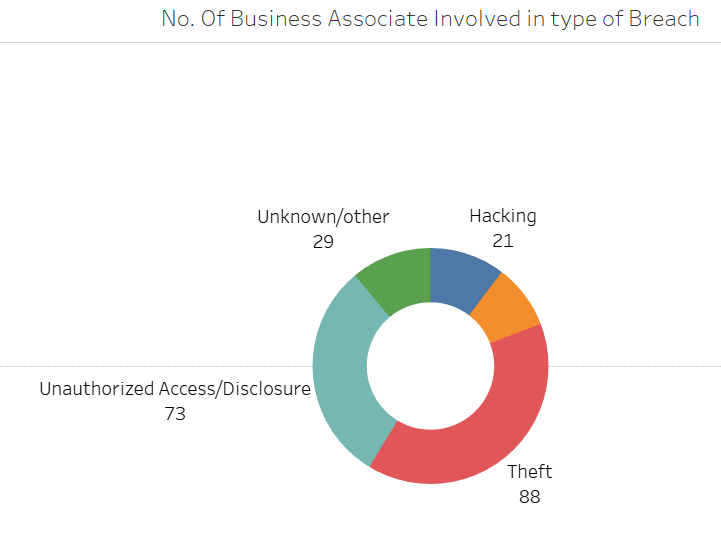 No. Of Business Associate Involved in type of Breach
Unknown/other
29
Hacking
21
Unauthorized Access/Disclosure
73
Theft
88